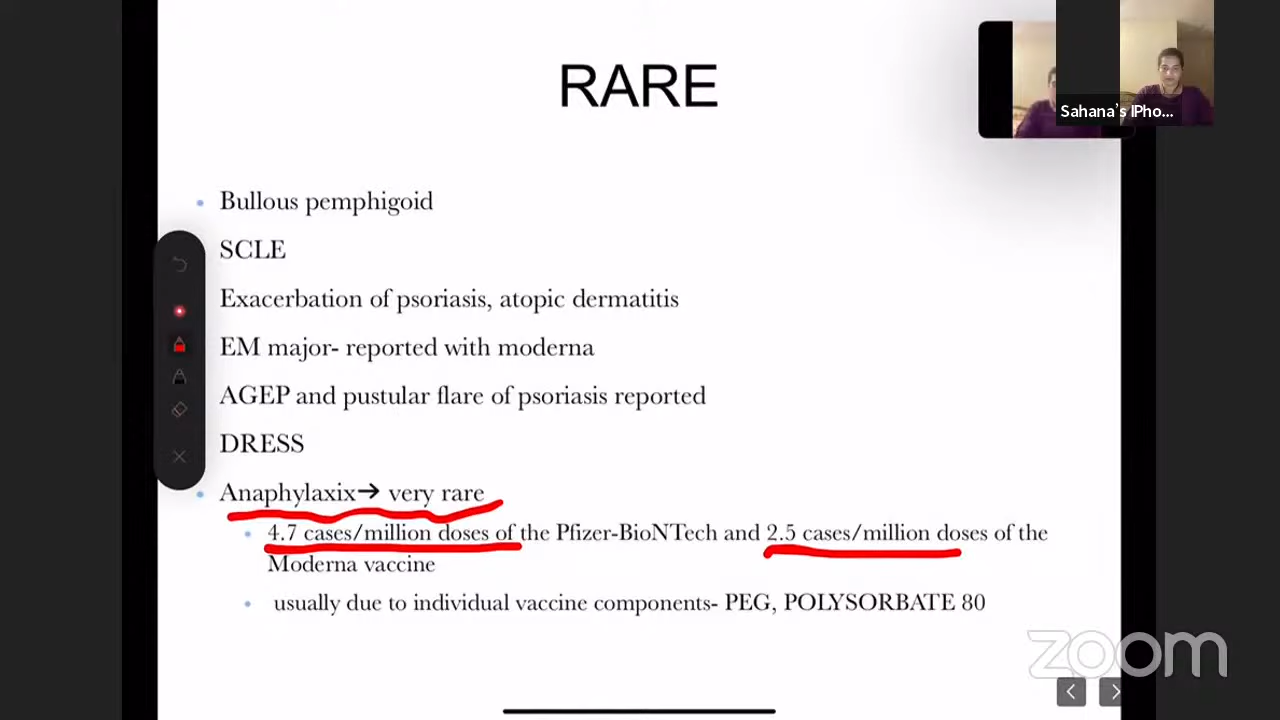 RARE
Sahana's IPho...
• Bullous pemphigoid
SCLE
Exacerbation of psoriasis, atopic dermatitis
EM major- reported with moderna
AGEP and pustular flare of psoriasis reported
DRESS
• Anaphylaxix→ very rare
• 4.7 cases/million doses of the Pfizer-BioNTech and 2.5 cases/million doses of the
Moderna vaccine
• usually due to individual vaccine components- PEG, POLYSORBATE 80
zoom